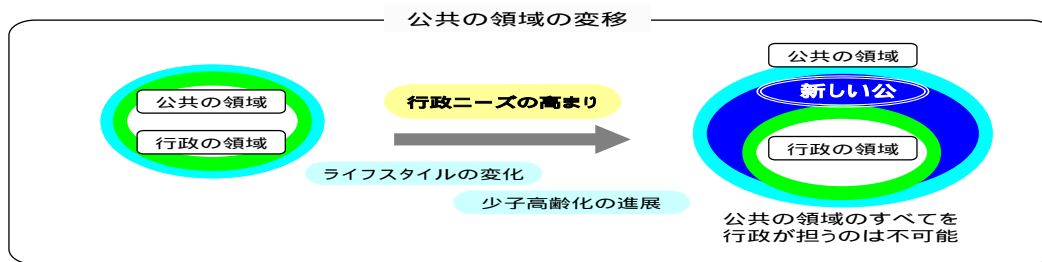 公共の領域の変移
公共の領域
行政の領域
行政ニーズの高まり
ライフスタイルの変化
少子高齢化の進展
公共の領域
新しい公
行政の領域
公共の領域のすべてを
行政が担うのは不可能